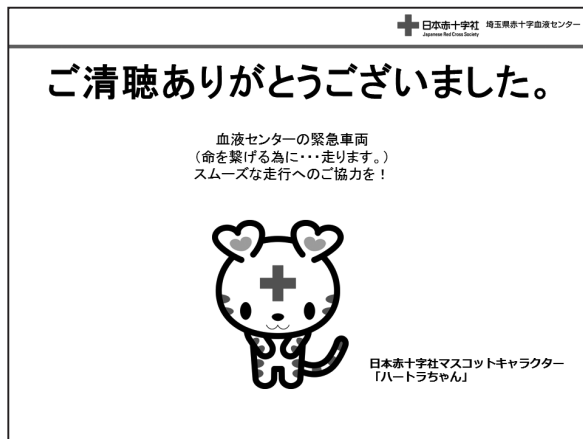 日本赤十字社 埼玉県赤十字血液センター
Japanese Red Cross Society
ご清聴ありがとうございました。
血液センターの緊急車両
(命を繋げる為に・・・走ります。)
スムーズな走行へのご協力を!
日本赤十字社マスコットキャラクター
「ハートラちゃん」